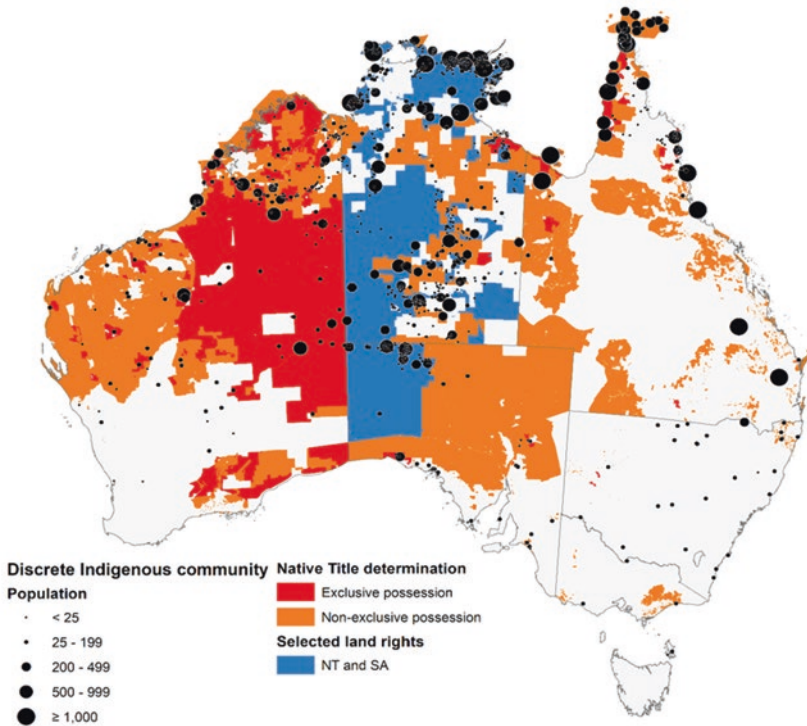 Discrete Indigenous community
Population
< 25
25 - 199
200 - 499
500 - 999
≥ 1,000
Native Title determination
Exclusive possession
Non-exclusive possession
Selected land rights
NT and SA